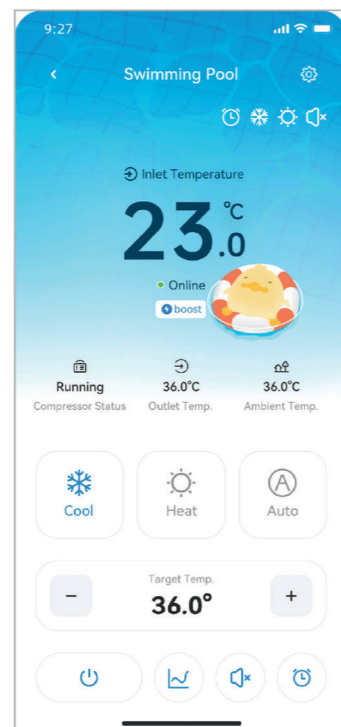 9:27
Swimming Pool
Inlet Temperature
23.0 °C
Online
boost
Running 36.0°C 36.0°C
Compressor Status Outlet Temp. Ambient Temp.
Cool Heat A Auto
Target Temp.
− 36.0° +